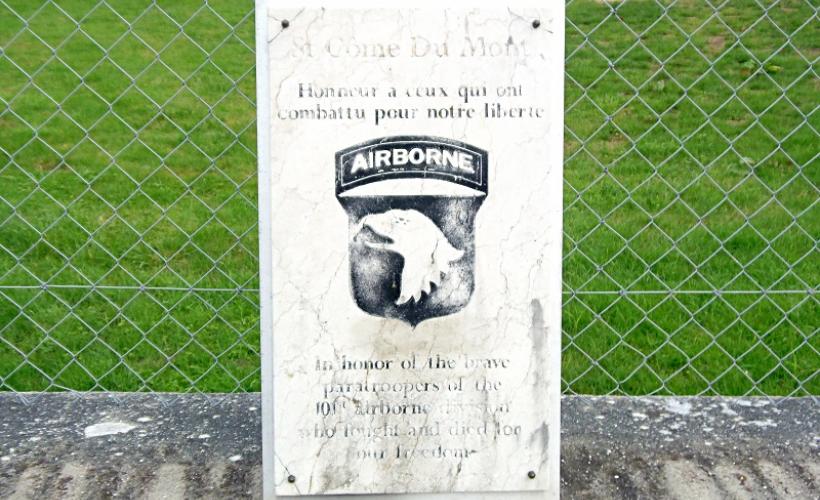 St Côme Du Mont
Honneur a ceux qui ont
combattu pour notre liberte
AIRBORNE
In honor of the brave
paratroopers of the
101st airborne division
who fought and died for
our freedom